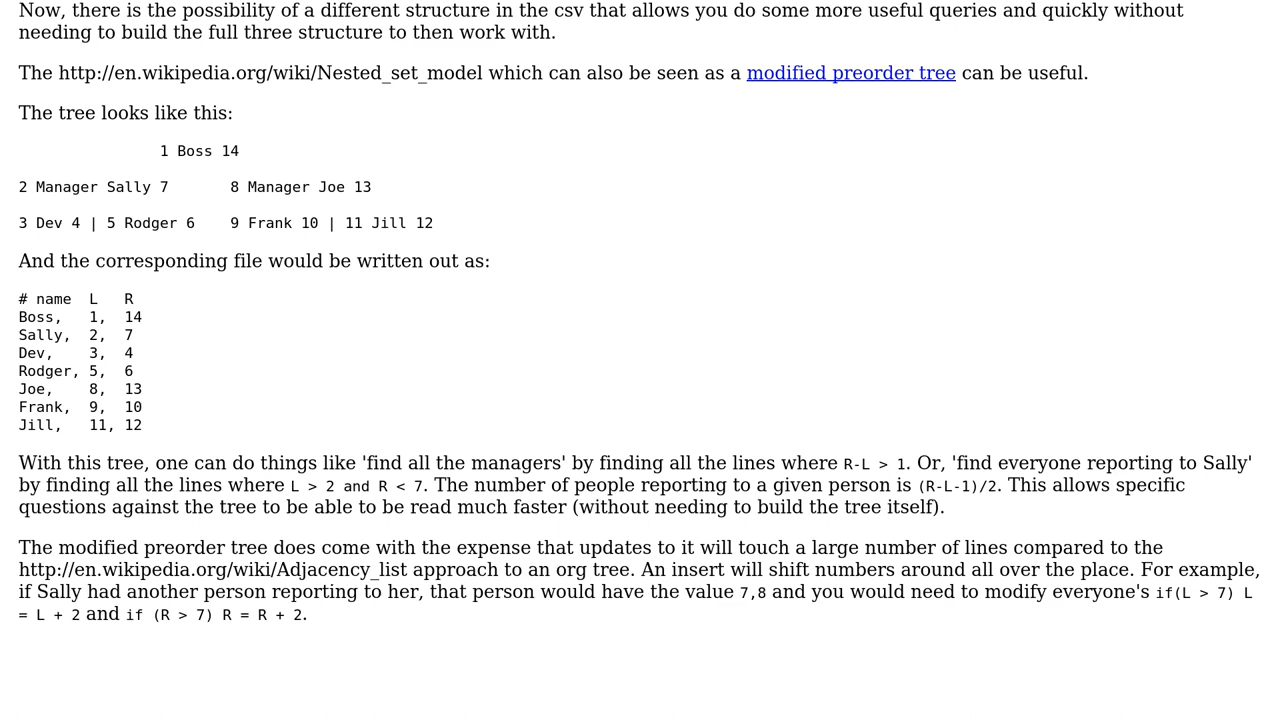 Now, there is the possibility of a different structure in the csv that allows you do some more useful queries and quickly without
needing to build the full three structure to then work with.
The http://en.wikipedia.org/wiki/Nested_set_model which can also be seen as a modified preorder tree can be useful.
The tree looks like this:
1 Boss 14
2 Manager Sally 7       8 Manager Joe 13
3 Dev 4 | 5 Rodger 6    9 Frank 10 | 11 Jill 12
And the corresponding file would be written out as:
# name  L   R
Boss,   1,  14
Sally,  2,  7
Dev,    3,  4
Rodger, 5,  6
Joe,    8,  13
Frank,  9,  10
Jill,   11, 12
With this tree, one can do things like 'find all the managers' by finding all the lines where R-L > 1. Or, 'find everyone reporting to Sally'
by finding all the lines where L > 2 and R < 7. The number of people reporting to a given person is (R-L-1)/2. This allows specific
questions against the tree to be able to be read much faster (without needing to build the tree itself).
The modified preorder tree does come with the expense that updates to it will touch a large number of lines compared to the
http://en.wikipedia.org/wiki/Adjacency_list approach to an org tree. An insert will shift numbers around all over the place. For example,
if Sally had another person reporting to her, that person would have the value 7,8 and you would need to modify everyone's if(L > 7) L
= L + 2 and if (R > 7) R = R + 2.